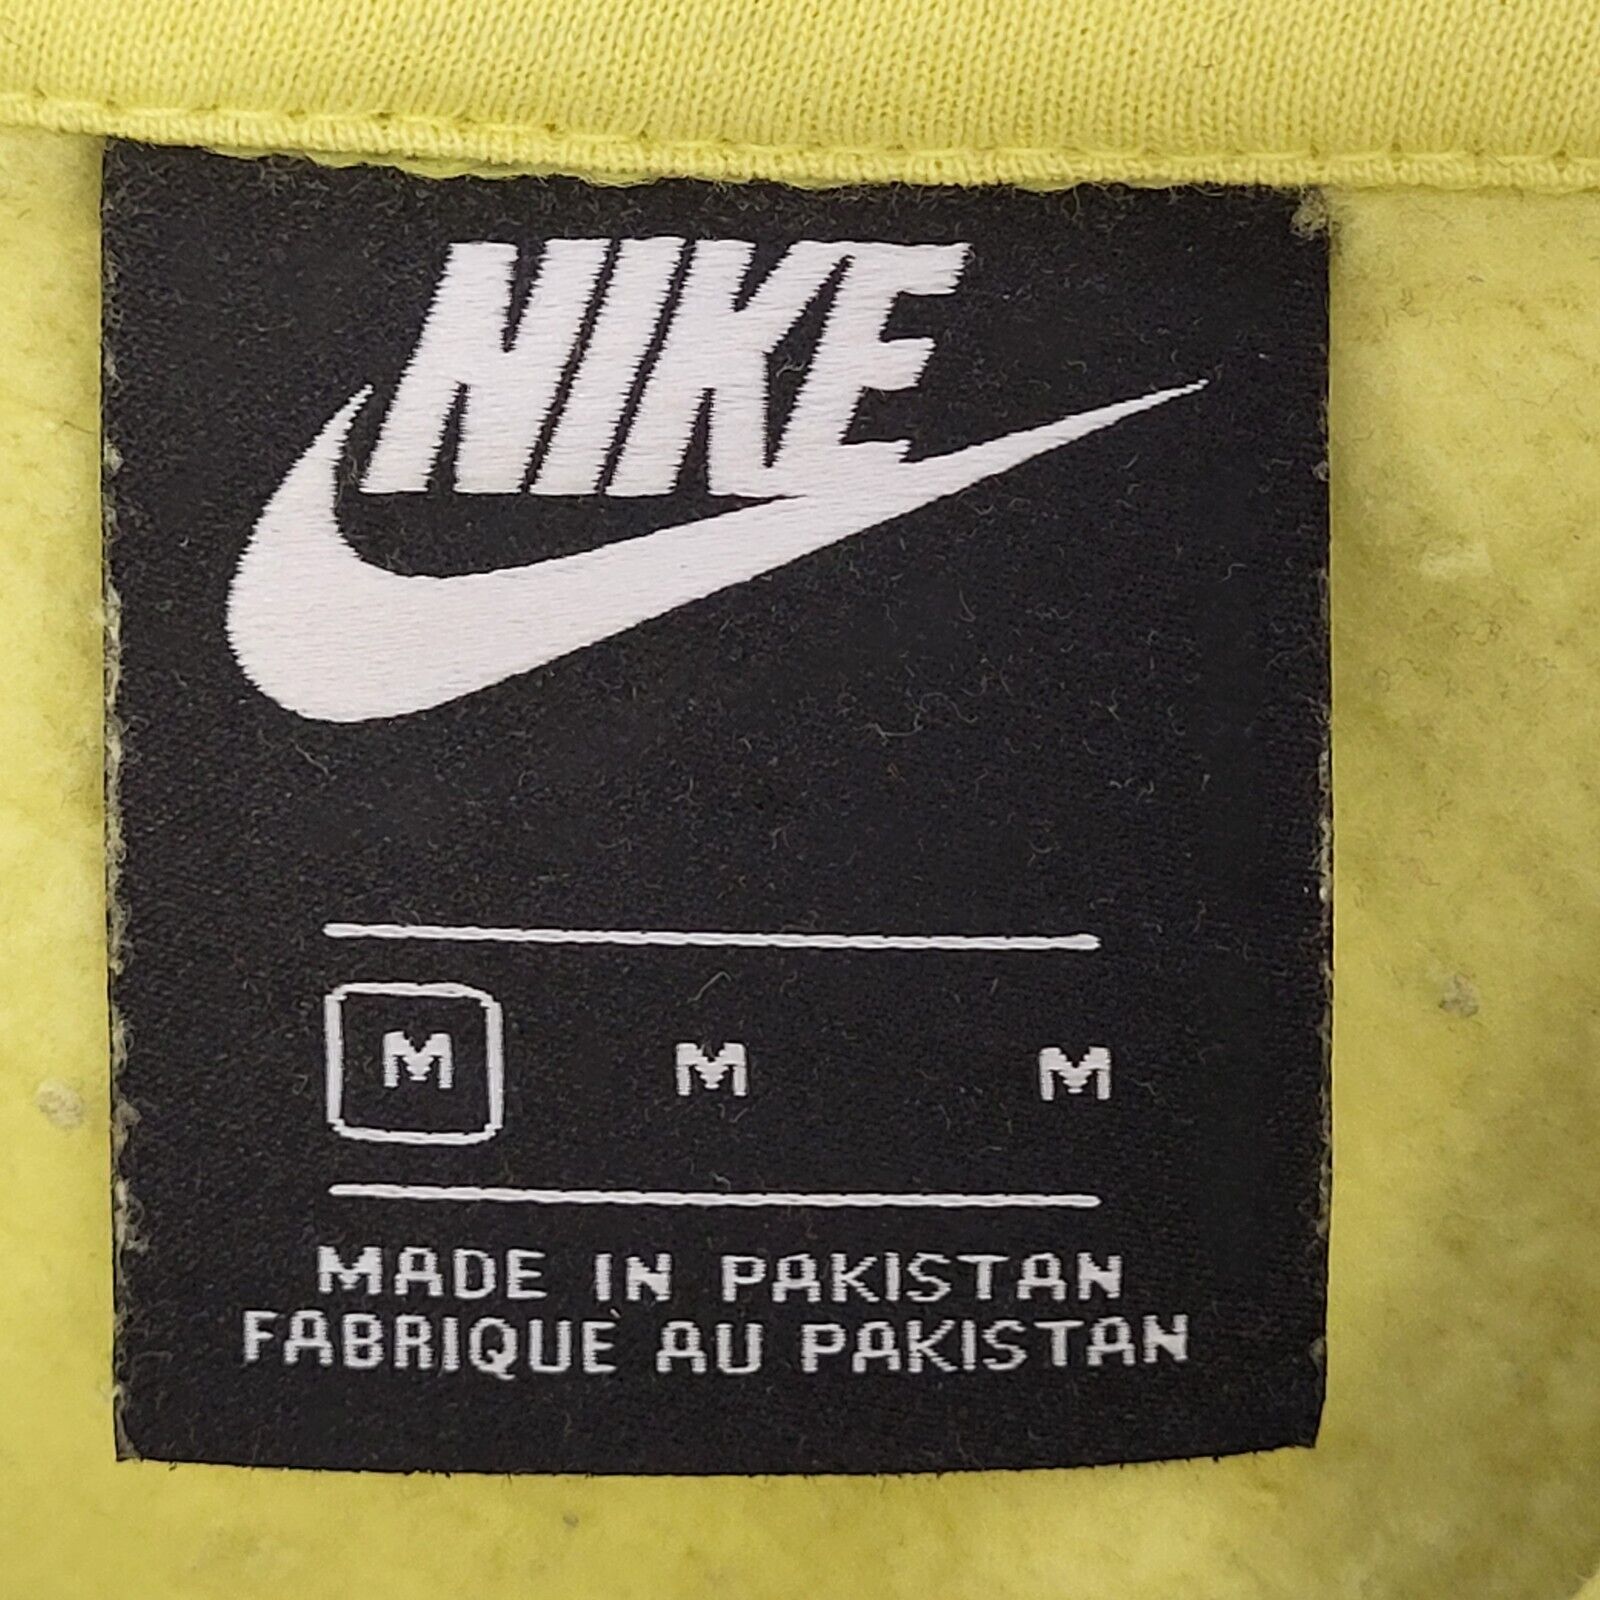 NIKE
M M M
MADE IN PAKISTAN
FABRIQUE AU PAKISTAN